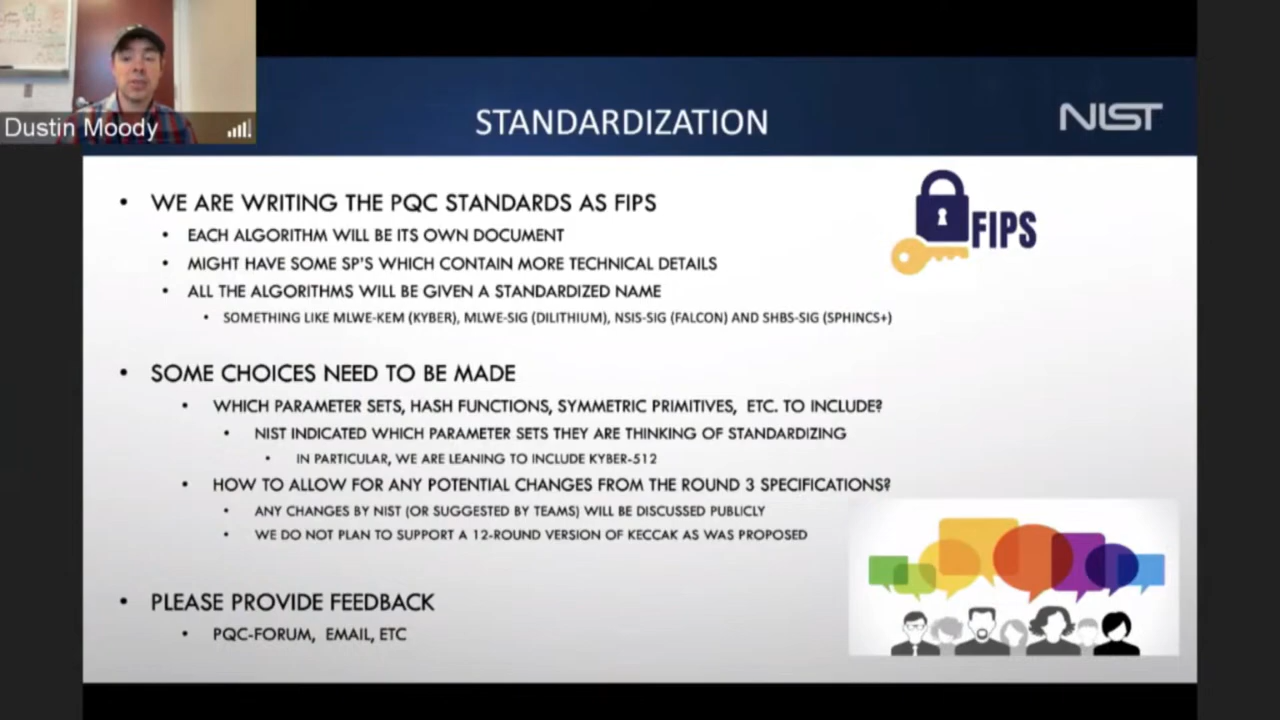 Dustin Moody
STANDARDIZATION
NIST
• WE ARE WRITING THE PQC STANDARDS AS FIPS
• EACH ALGORITHM WILL BE ITS OWN DOCUMENT
• MIGHT HAVE SOME SP'S WHICH CONTAIN MORE TECHNICAL DETAILS
• ALL THE ALGORITHMS WILL BE GIVEN A STANDARDIZED NAME
• SOMETHING LIKE MLWE-KEM (KYBER), MLWE-SIG (DILITHIUM), NSIS-SIG (FALCON) AND SHBS-SIG (SPHINCS+)
FIPS
• SOME CHOICES NEED TO BE MADE
• WHICH PARAMETER SETS, HASH FUNCTIONS, SYMMETRIC PRIMITIVES, ETC. TO INCLUDE?
• NIST INDICATED WHICH PARAMETER SETS THEY ARE THINKING OF STANDARDIZING
• IN PARTICULAR, WE ARE LEANING TO INCLUDE KYBER-512
• HOW TO ALLOW FOR ANY POTENTIAL CHANGES FROM THE ROUND 3 SPECIFICATIONS?
• ANY CHANGES BY NIST (OR SUGGESTED BY TEAMS) WILL BE DISCUSSED PUBLICLY
• WE DO NOT PLAN TO SUPPORT A 12-ROUND VERSION OF KECCAK AS WAS PROPOSED
• PLEASE PROVIDE FEEDBACK
• PQC-FORUM, EMAIL, ETC